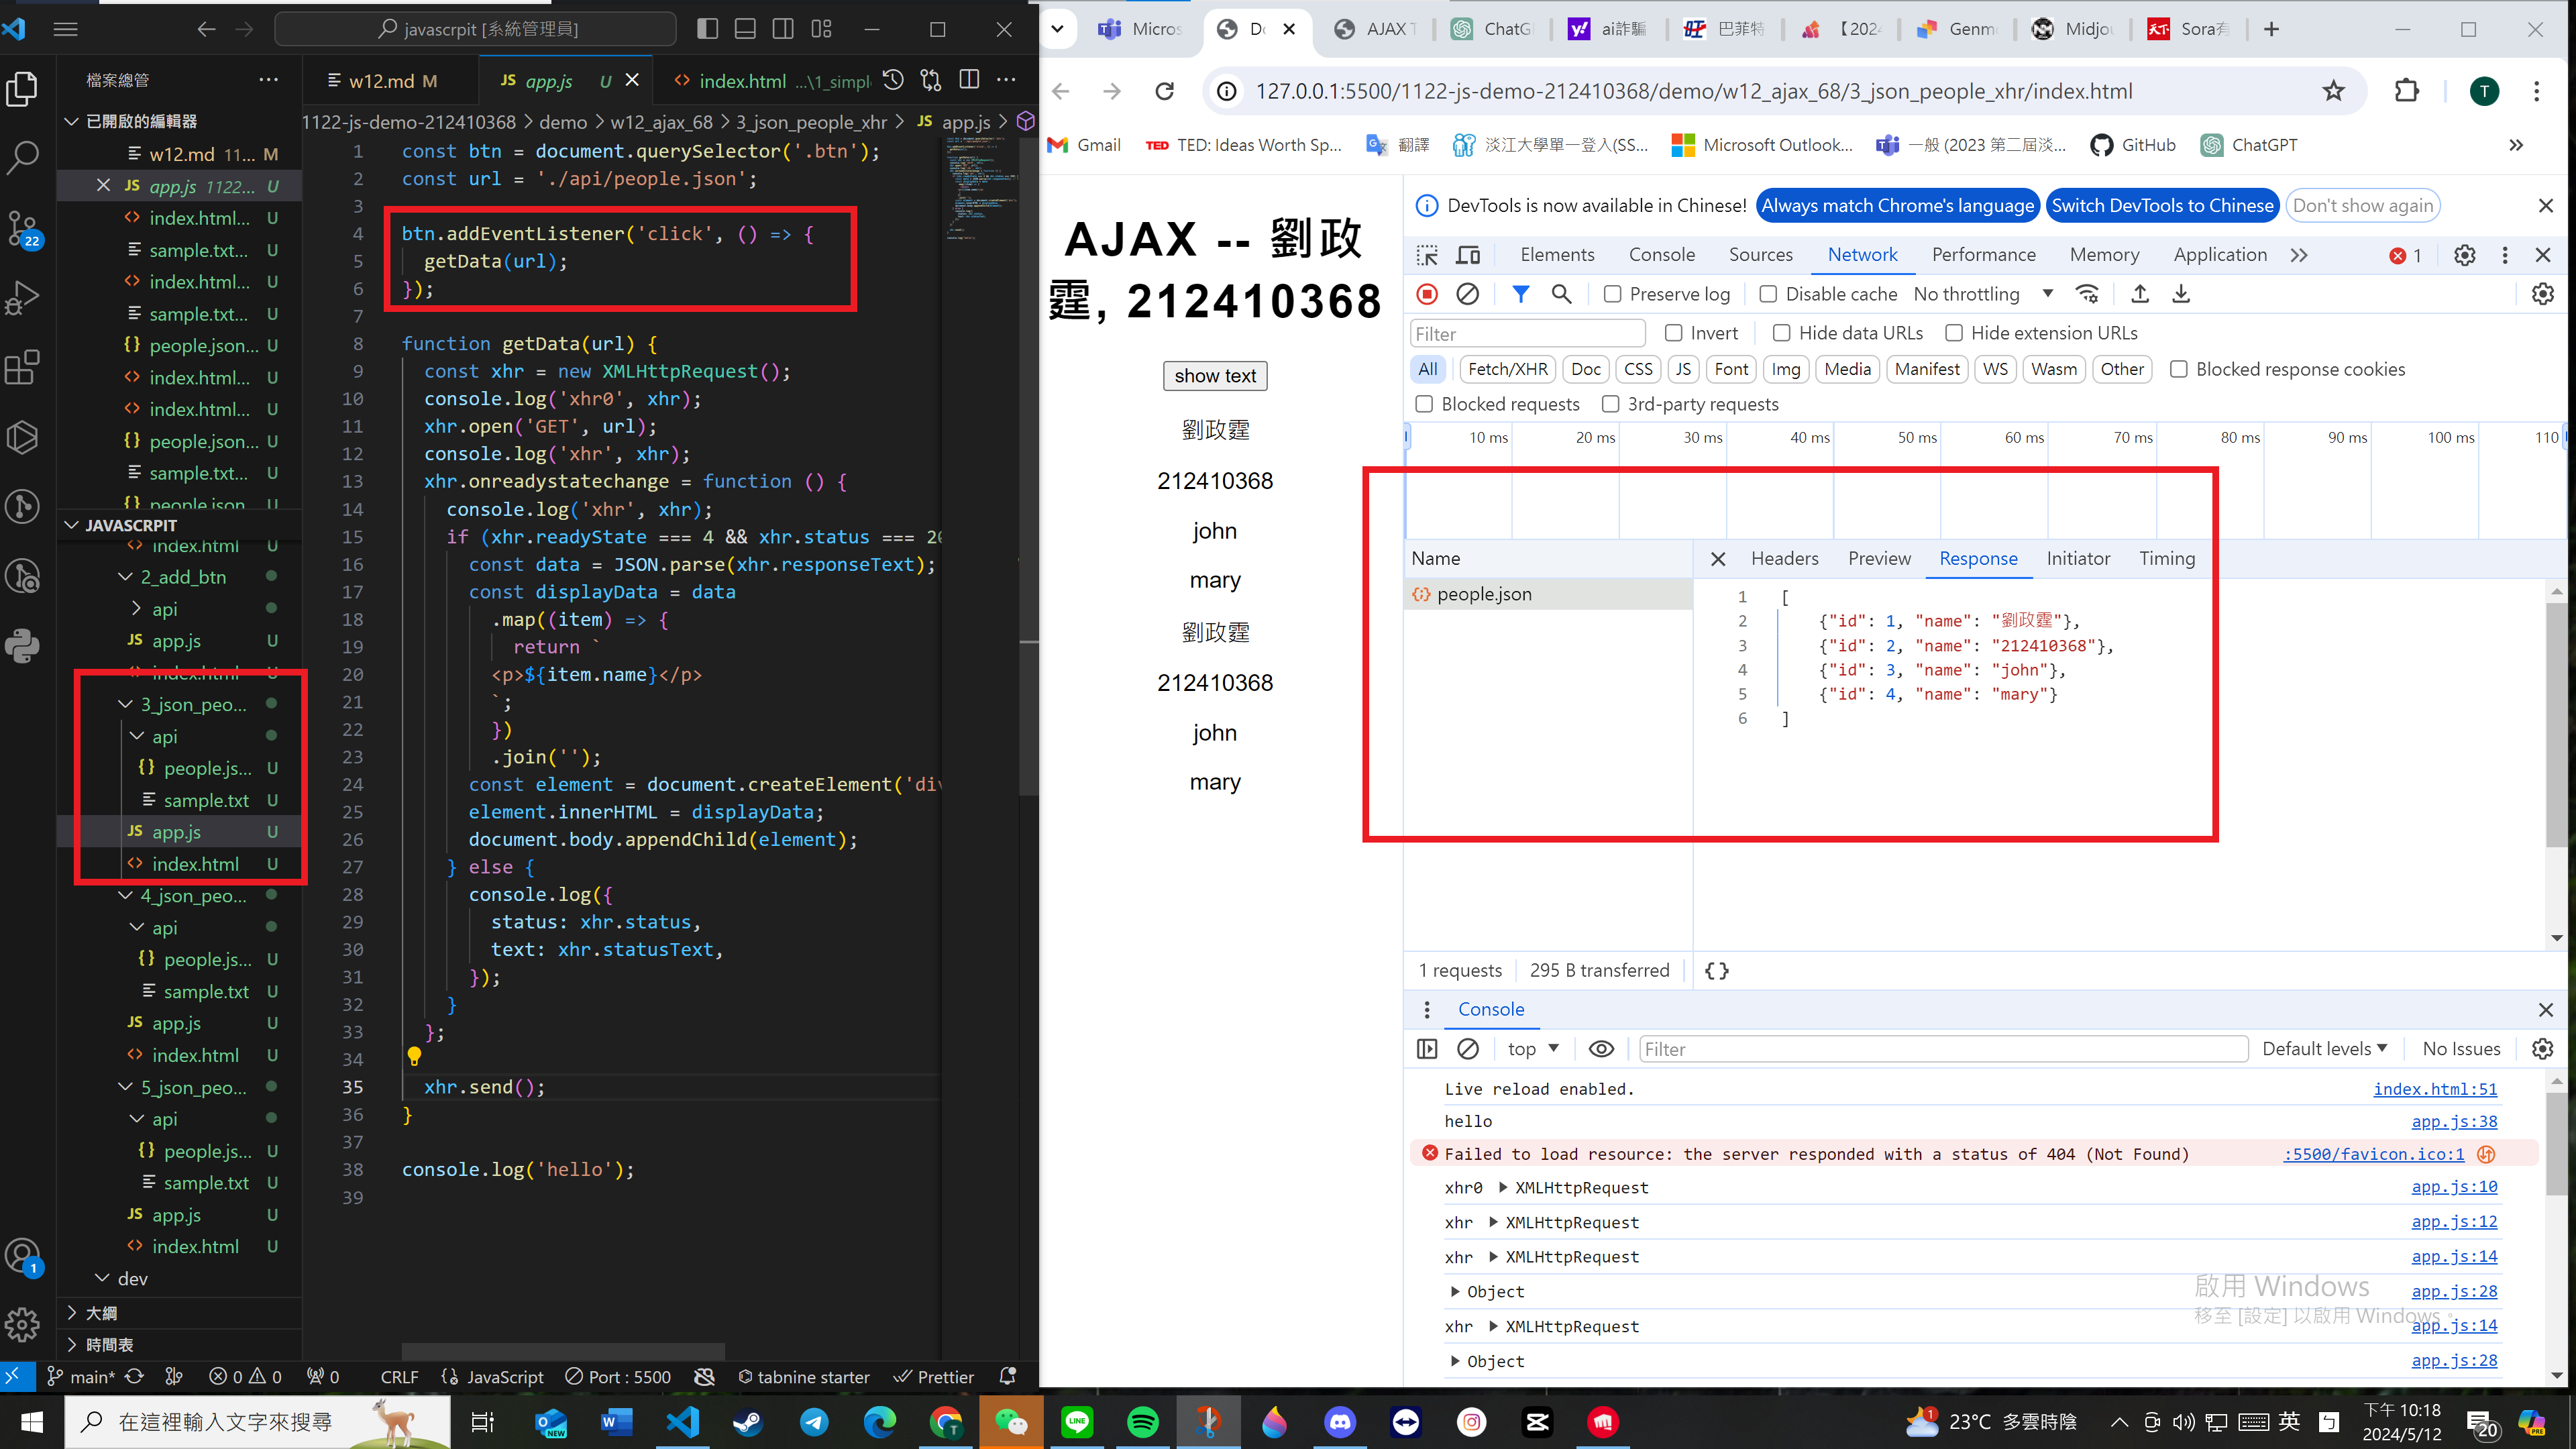 javascrpit [系統管理員]
檔案總管
w12.md M
app.js U
index.html ...\1_simpl
已開啟的編輯器
w12.md 11... M
app.js 1122... U
index.html... U
sample.txt... U
index.html... U
sample.txt... U
people.json... U
index.html... U
index.html... U
people.json... U
sample.txt... U
people.json
JAVASCRPIT
index.html U
2_add_btn
api
app.js U
index.html
3_json_peo...
api
people.js... U
sample.txt U
app.js U
index.html U
4_json_peo...
api
people.js... U
sample.txt U
app.js U
index.html U
5_json_peo...
api
people.js... U
sample.txt U
app.js U
index.html U
dev
大綱
時間表
22
1
1122-js-demo-212410368 > demo > w12_ajax_68 > 3_json_people_xhr > JS app.js >
1 const btn = document.querySelector('.btn');
2 const url = './api/people.json';
3
4 btn.addEventListener('click', () => {
5 getData(url);
6 });
7
8 function getData(url) {
9 const xhr = new XMLHttpRequest();
10 console.log('xhr0', xhr);
11 xhr.open('GET', url);
12 console.log('xhr', xhr);
13 xhr.onreadystatechange = function () {
14 console.log('xhr', xhr);
15 if (xhr.readyState === 4 && xhr.status === 20
16 const data = JSON.parse(xhr.responseText);
17 const displayData = data
18 .map((item) => {
19 return `
20 <p>${item.name}</p>
21 `;
22 })
23 .join('');
24 const element = document.createElement('div
25 element.innerHTML = displayData;
26 document.body.appendChild(element);
27 } else {
28 console.log({
29 status: xhr.status,
30 text: xhr.statusText,
31 });
32 }
33 };
34
35 xhr.send();
36 }
37
38 console.log('hello');
39
main* 0 0 0 CRLF {} JavaScript Port : 5500 tabnine starter Prettier
Micros
Do
AJAX T
ChatG
ai詐騙
巴菲特
【2024
Genm
Midjo
Sora有
127.0.0.1:5500/1122-js-demo-212410368/demo/w12_ajax_68/3_json_people_xhr/index.html
T
Gmail
TED: Ideas Worth Sp...
翻譯
淡江大學單一登入(SS...
Microsoft Outlook...
一般 (2023 第二屆淡...
GitHub
ChatGPT
AJAX -- 劉政
霆, 212410368
show text
劉政霆
212410368
john
mary
劉政霆
212410368
john
mary
DevTools is now available in Chinese! Always match Chrome's language Switch DevTools to Chinese Don't show again
Elements Console Sources Network Performance Memory Application 1
Preserve log Disable cache No throttling
Filter Invert Hide data URLs Hide extension URLs
All Fetch/XHR Doc CSS JS Font Img Media Manifest WS Wasm Other Blocked response cookies
Blocked requests 3rd-party requests
10 ms 20 ms 30 ms 40 ms 50 ms 60 ms 70 ms 80 ms 90 ms 100 ms 110
Name Headers Preview Response Initiator Timing
people.json
1 [
2 {"id": 1, "name": "劉政霆"},
3 {"id": 2, "name": "212410368"},
4 {"id": 3, "name": "john"},
5 {"id": 4, "name": "mary"}
6 ]
1 requests 295 B transferred { }
Console
top Filter Default levels No Issues
Live reload enabled. index.html:51
hello app.js:38
Failed to load resource: the server responded with a status of 404 (Not Found) :5500/favicon.ico:1
xhr0 XMLHttpRequest app.js:10
xhr XMLHttpRequest app.js:12
xhr XMLHttpRequest app.js:14
Object app.js:28
xhr XMLHttpRequest app.js:14
Object app.js:28
啟用 Windows
移至 [設定] 以啟用 Windows。
在這裡輸入文字來搜尋
23°C 多雲時陰
英
下午 10:18
2024/5/12
20